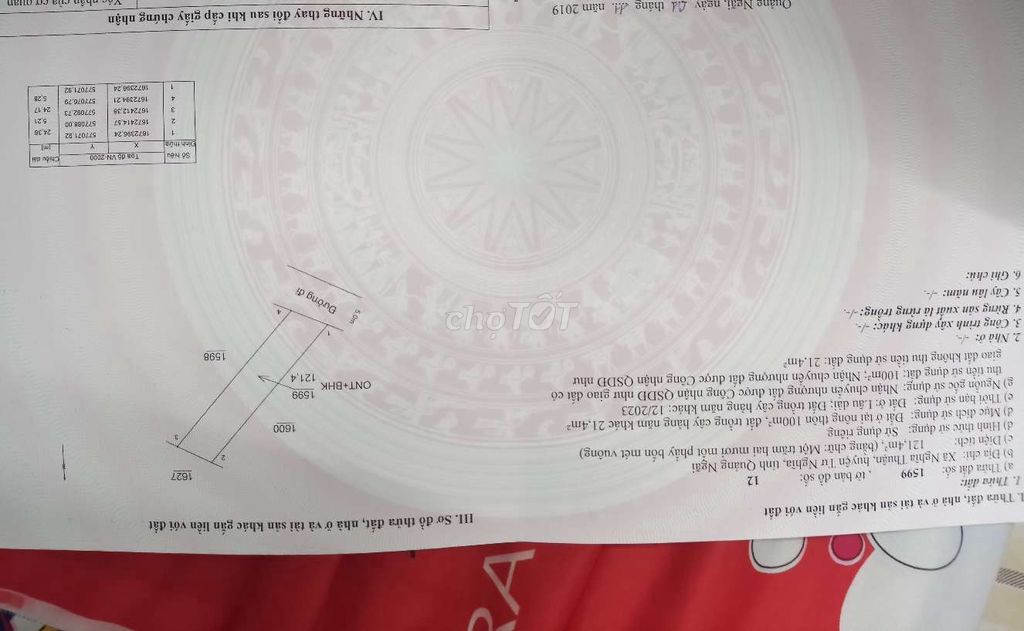 I. Thửa đất, nhà ở và tài sản khác gắn liền với đất
1. Thửa đất:
a) Thửa đất số: 1599 , tờ bản đồ số: 12
b) Địa chỉ: Xã Nghĩa Thuận, huyện Tư Nghĩa, tỉnh Quảng Ngãi
c) Diện tích: 121,4m², (bằng chữ: Một trăm hai mươi mốt phẩy bốn mét vuông)
d) Hình thức sử dụng: Sử dụng riêng
đ) Mục đích sử dụng: Đất ở tại nông thôn 100m², đất trồng cây hàng năm khác 21,4m²
e) Thời hạn sử dụng: Đất ở: Lâu dài; Đất trồng cây hàng năm khác: 12/2023
g) Nguồn gốc sử dụng: Nhận chuyển nhượng đất được Công nhận QSDĐ như giao đất có
thu tiền sử dụng đất: 100m²; Nhận chuyển nhượng đất được Công nhận QSDĐ như
giao đất không thu tiền sử dụng đất: 21,4m²
2. Nhà ở: -/-.
3. Công trình xây dựng khác: -/-.
4. Rừng sản xuất là rừng trồng: -/-.
5. Cây lâu năm: -/-.
6. Ghi chú:
III. Sơ đồ thửa đất, nhà ở và tài sản khác gắn liền với đất
1627
2
3
1600
1599
121,4
ONT+BHK
1598
1
4
5.0m
Đường đi
Số hiệu đỉnh thửa Tọa độ VN-2000 Chiều dài
X Y (m)
1 1672396.24 577071.92 24,38
2 1672414.57 577088.00 5,21
3 1672412.38 577092.73 24,17
4 1672394.21 577076.79 5,28
1 1672396.24 577071.92
Quảng Ngãi, ngày tháng 11 năm 2019
IV. Những thay đổi sau khi cấp giấy chứng nhận
Xác nhận của cơ quan
chợTỐT
RA